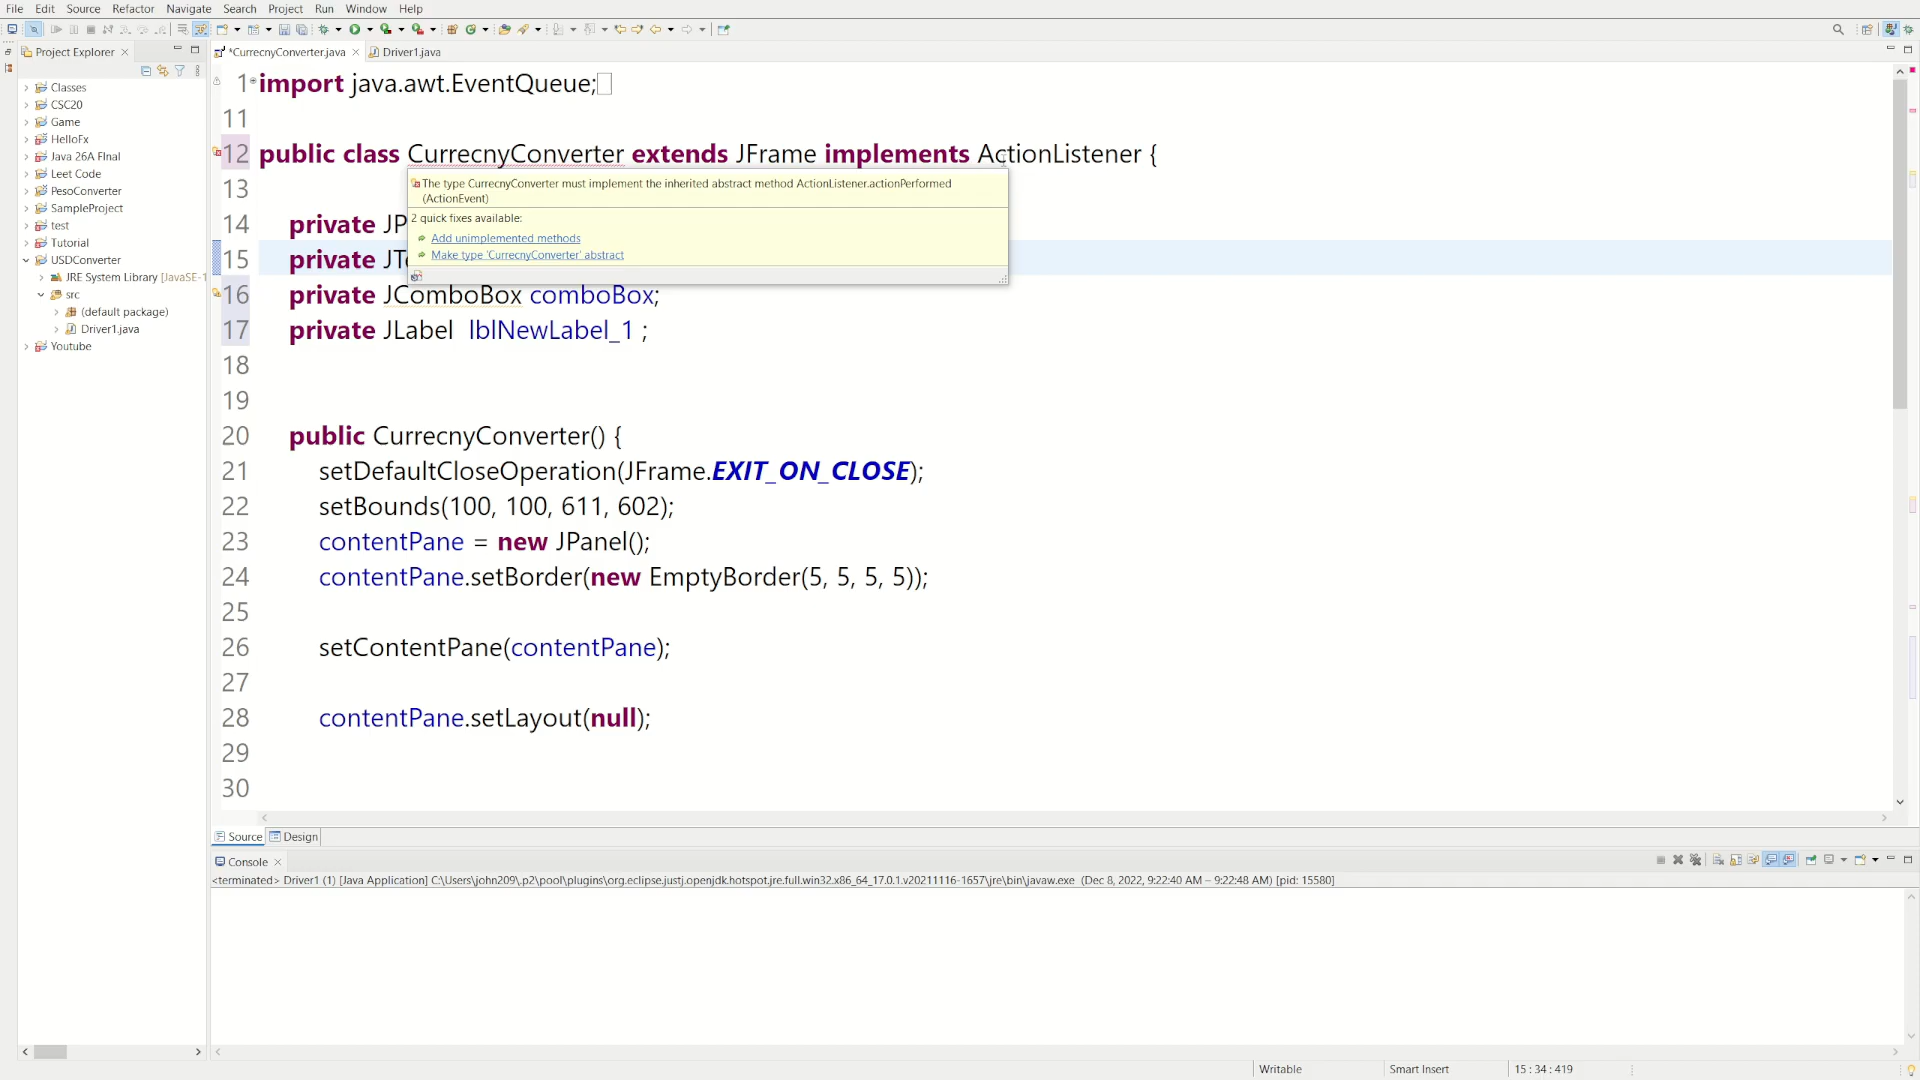 File Edit Source Refactor Navigate Search Project Run Window Help
Project Explorer
*CurrecnyConverter.java
Driver1.java
Classes
CSC20
Game
HelloFx
Java 26A FInal
Leet Code
PesoConverter
SampleProject
test
Tutorial
USDConverter
JRE System Library [JavaSE-1
src
(default package)
Driver1.java
Youtube
1 import java.awt.EventQueue;
11
12 public class CurrecnyConverter extends JFrame implements ActionListener {
13
The type CurrecnyConverter must implement the inherited abstract method ActionListener.actionPerformed
(ActionEvent)
2 quick fixes available:
Add unimplemented methods
Make type 'CurrecnyConverter' abstract
14 private JP
15 private JTe
16 private JComboBox comboBox;
17 private JLabel lblNewLabel_1 ;
18
19
20 public CurrecnyConverter() {
21 setDefaultCloseOperation(JFrame.EXIT_ON_CLOSE);
22 setBounds(100, 100, 611, 602);
23 contentPane = new JPanel();
24 contentPane.setBorder(new EmptyBorder(5, 5, 5, 5));
25
26 setContentPane(contentPane);
27
28 contentPane.setLayout(null);
29
30
Source Design
Console
<terminated> Driver1 (1) [Java Application] C:\Users\john209\.p2\pool\plugins\org.eclipse.justj.openjdk.hotspot.jre.full.win32.x86_64_17.0.1.v20211116-1657\jre\bin\javaw.exe (Dec 8, 2022, 9:22:40 AM – 9:22:48 AM) [pid: 15580]
Writable Smart Insert 15 : 34 : 419